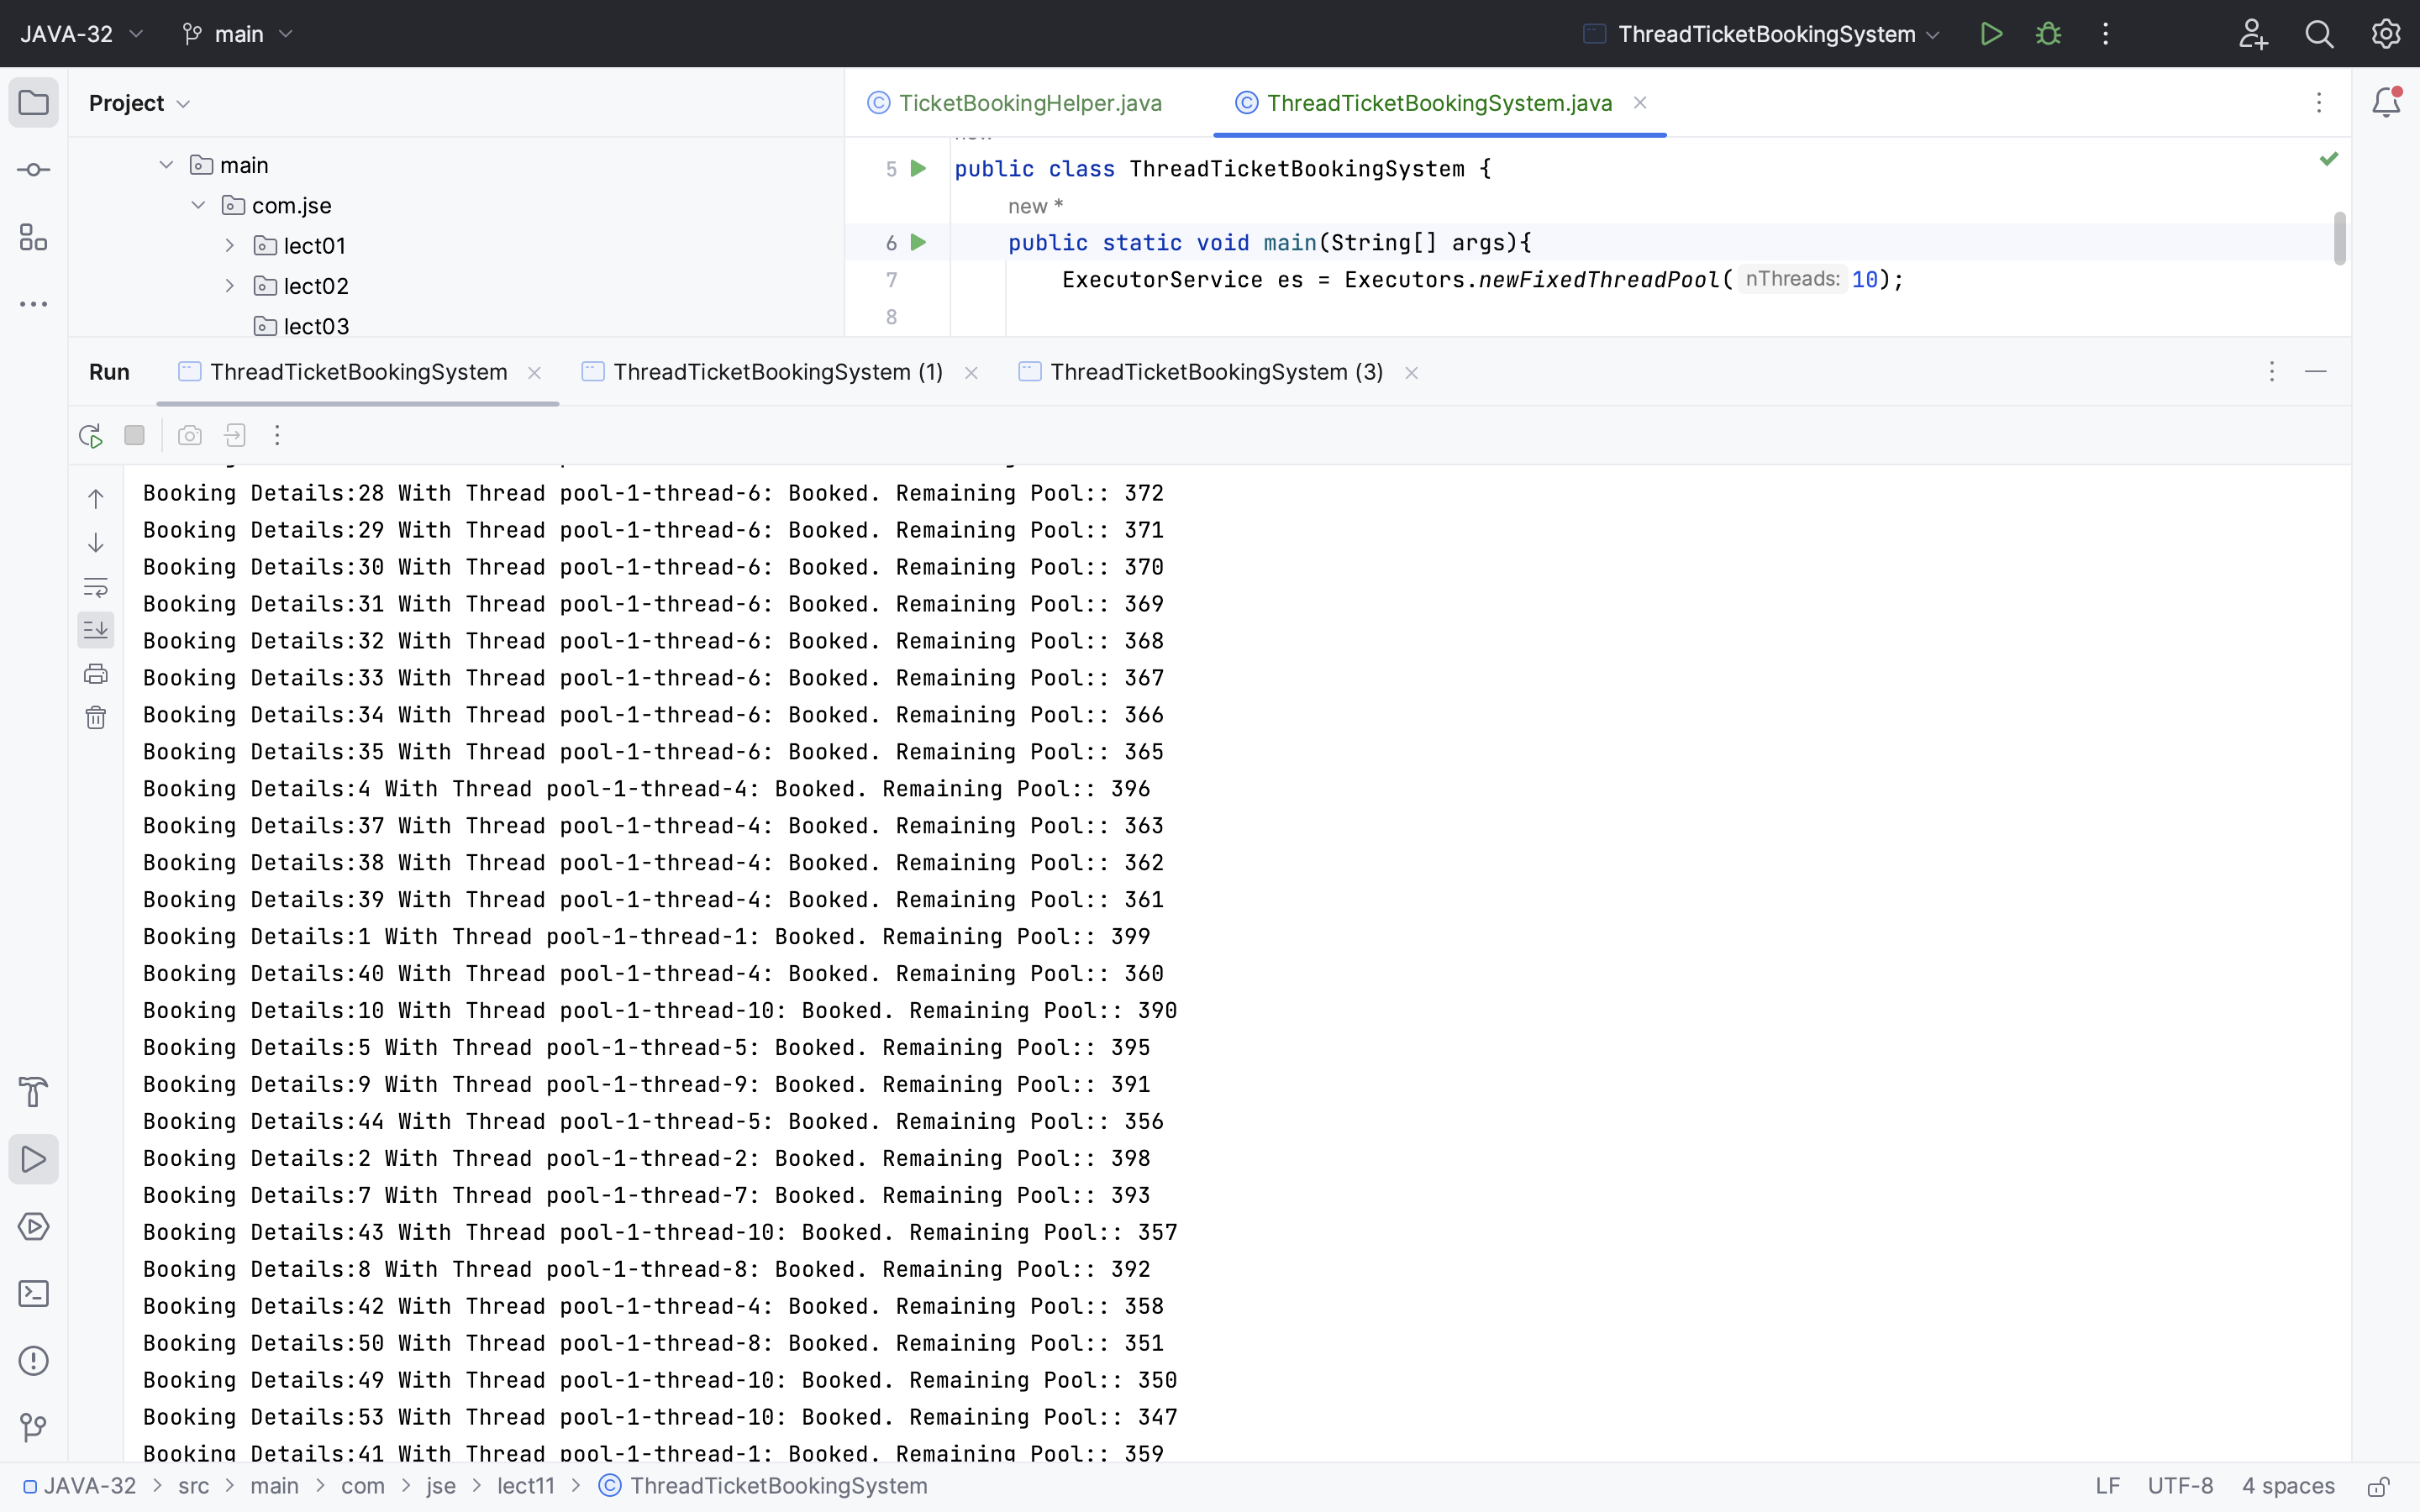 JAVA-32
main
ThreadTicketBookingSystem
Project
main
com.jse
lect01
lect02
lect03
TicketBookingHelper.java
ThreadTicketBookingSystem.java
5 public class ThreadTicketBookingSystem {
new *
6 public static void main(String[] args){
7 ExecutorService es = Executors.newFixedThreadPool( nThreads: 10);
8
Run
ThreadTicketBookingSystem
ThreadTicketBookingSystem (1)
ThreadTicketBookingSystem (3)
Booking Details:28 With Thread pool-1-thread-6: Booked. Remaining Pool:: 372
Booking Details:29 With Thread pool-1-thread-6: Booked. Remaining Pool:: 371
Booking Details:30 With Thread pool-1-thread-6: Booked. Remaining Pool:: 370
Booking Details:31 With Thread pool-1-thread-6: Booked. Remaining Pool:: 369
Booking Details:32 With Thread pool-1-thread-6: Booked. Remaining Pool:: 368
Booking Details:33 With Thread pool-1-thread-6: Booked. Remaining Pool:: 367
Booking Details:34 With Thread pool-1-thread-6: Booked. Remaining Pool:: 366
Booking Details:35 With Thread pool-1-thread-6: Booked. Remaining Pool:: 365
Booking Details:4 With Thread pool-1-thread-4: Booked. Remaining Pool:: 396
Booking Details:37 With Thread pool-1-thread-4: Booked. Remaining Pool:: 363
Booking Details:38 With Thread pool-1-thread-4: Booked. Remaining Pool:: 362
Booking Details:39 With Thread pool-1-thread-4: Booked. Remaining Pool:: 361
Booking Details:1 With Thread pool-1-thread-1: Booked. Remaining Pool:: 399
Booking Details:40 With Thread pool-1-thread-4: Booked. Remaining Pool:: 360
Booking Details:10 With Thread pool-1-thread-10: Booked. Remaining Pool:: 390
Booking Details:5 With Thread pool-1-thread-5: Booked. Remaining Pool:: 395
Booking Details:9 With Thread pool-1-thread-9: Booked. Remaining Pool:: 391
Booking Details:44 With Thread pool-1-thread-5: Booked. Remaining Pool:: 356
Booking Details:2 With Thread pool-1-thread-2: Booked. Remaining Pool:: 398
Booking Details:7 With Thread pool-1-thread-7: Booked. Remaining Pool:: 393
Booking Details:43 With Thread pool-1-thread-10: Booked. Remaining Pool:: 357
Booking Details:8 With Thread pool-1-thread-8: Booked. Remaining Pool:: 392
Booking Details:42 With Thread pool-1-thread-4: Booked. Remaining Pool:: 358
Booking Details:50 With Thread pool-1-thread-8: Booked. Remaining Pool:: 351
Booking Details:49 With Thread pool-1-thread-10: Booked. Remaining Pool:: 350
Booking Details:53 With Thread pool-1-thread-10: Booked. Remaining Pool:: 347
Booking Details:41 With Thread pool-1-thread-1: Booked. Remaining Pool:: 359
JAVA-32 > src > main > com > jse > lect11 > ThreadTicketBookingSystem
LF UTF-8 4 spaces